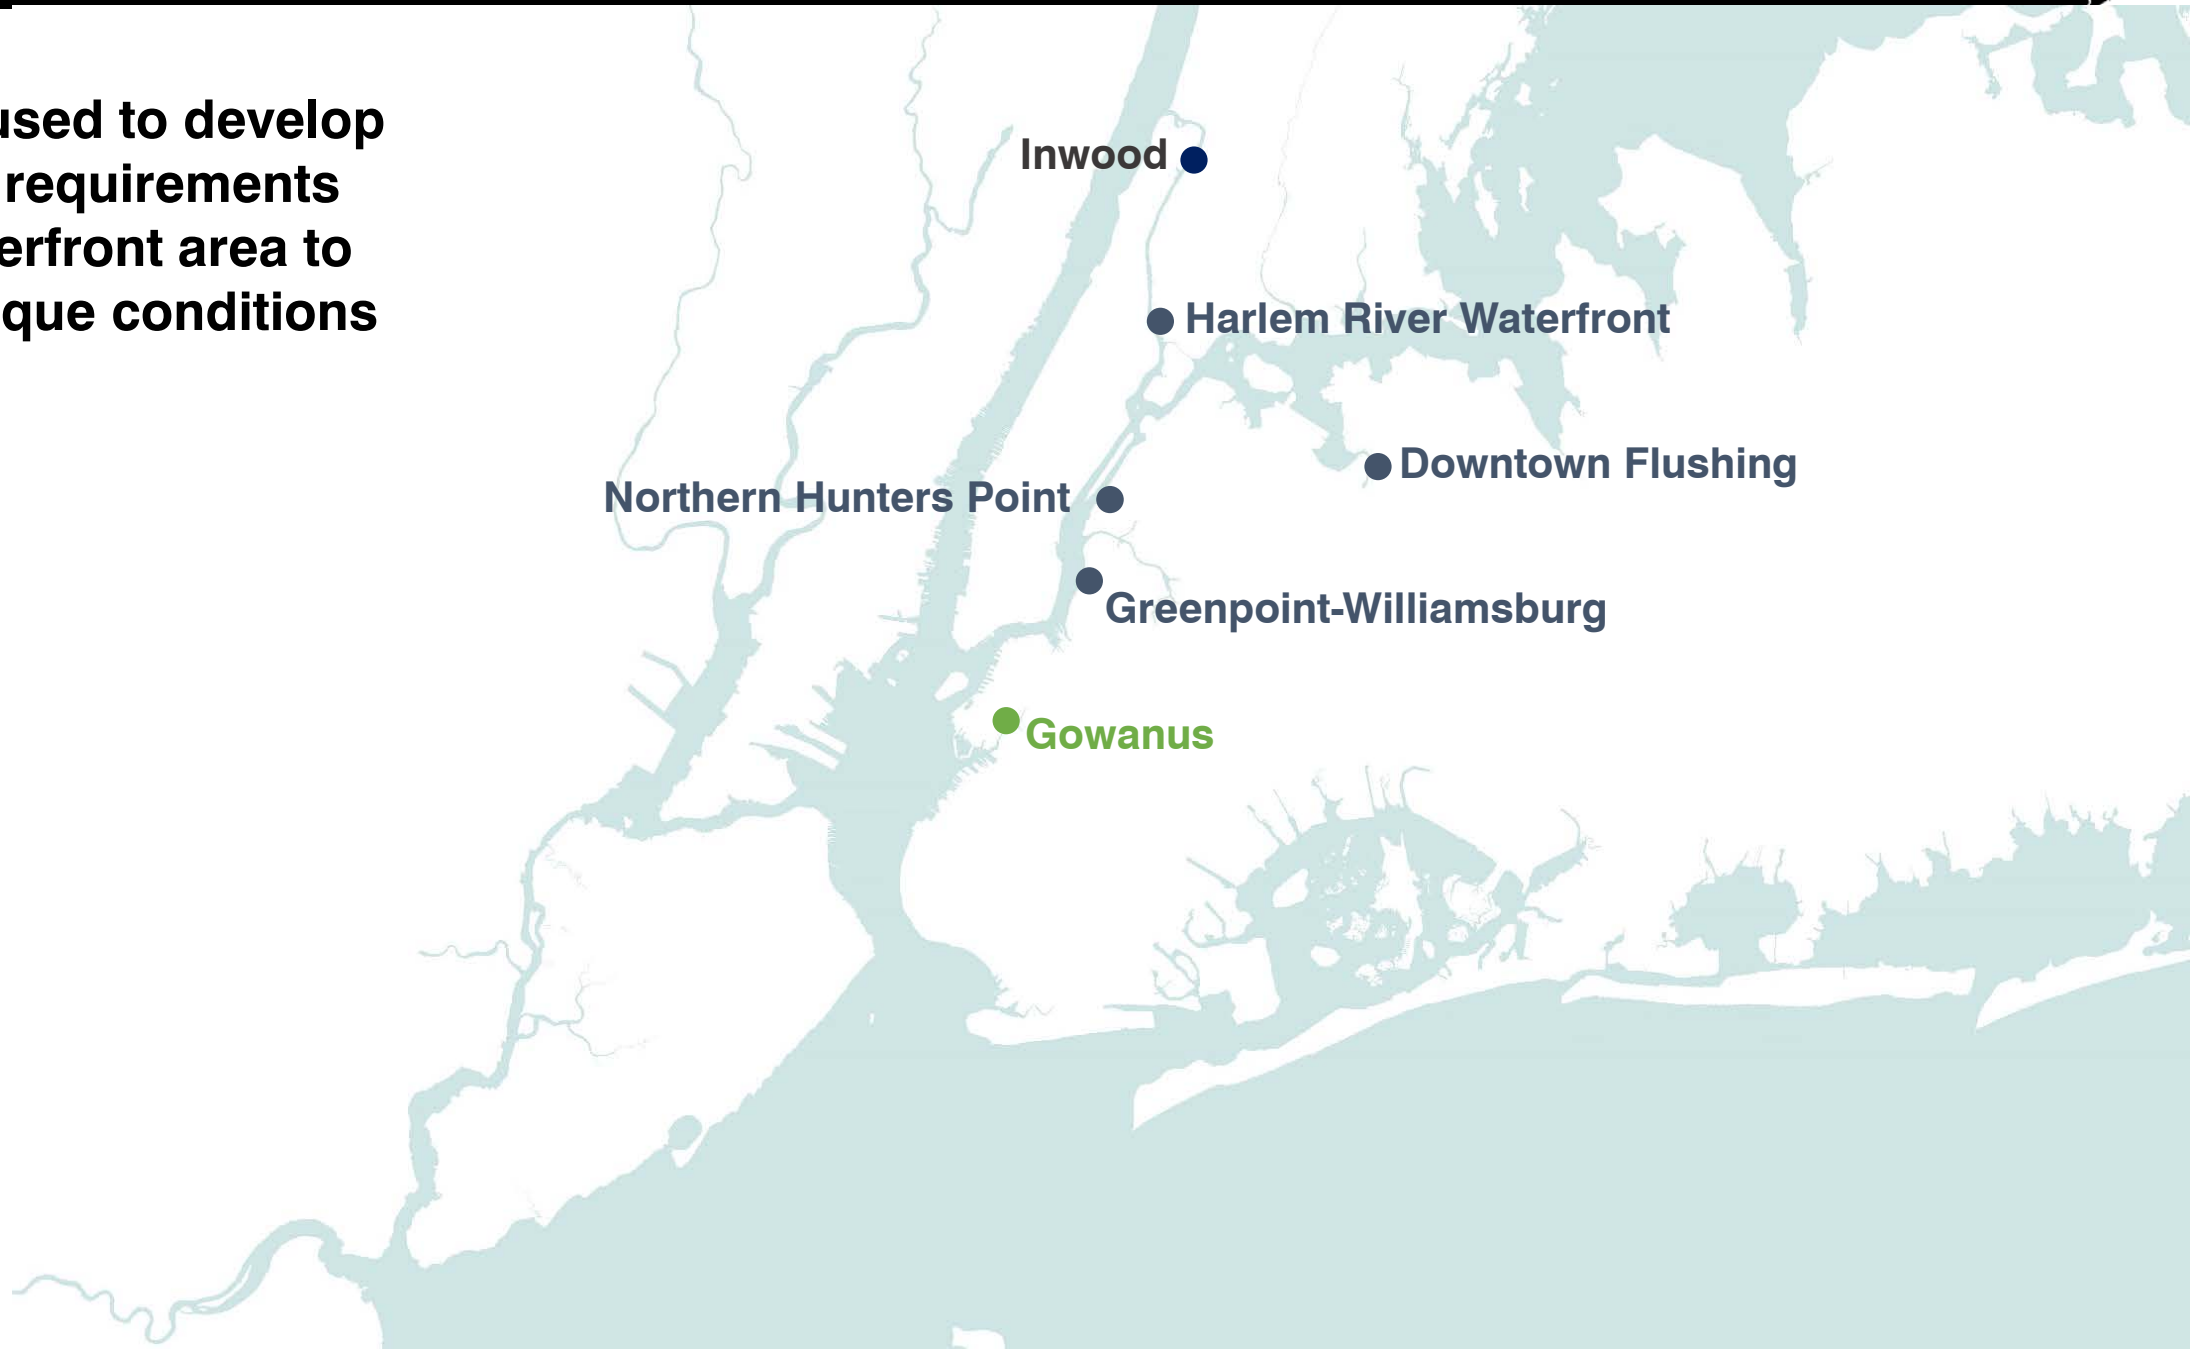 used to develop
requirements
erfront area to
que conditions
Inwood
Harlem River Waterfront
Downtown Flushing
Northern Hunters Point
Greenpoint-Williamsburg
Gowanus